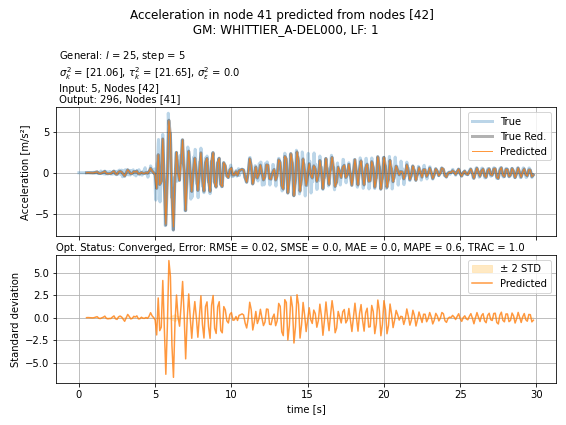 Acceleration in node 41 predicted from nodes [42]
GM: WHITTIER_A-DEL000, LF: 1
General: l = 25, step = 5
σ²ₖ = [21.06], τ²ₖ = [21.65], σ²ε = 0.0
Input: 5, Nodes [42]
Output: 296, Nodes [41]
Acceleration [m/s²]
5
0
−5
True
True Red.
Predicted
Opt. Status: Converged, Error: RMSE = 0.02, SMSE = 0.0, MAE = 0.0, MAPE = 0.6, TRAC = 1.0
Standard deviation
5.0
2.5
0.0
−2.5
−5.0
± 2 STD
Predicted
0 5 10 15 20 25 30
time [s]